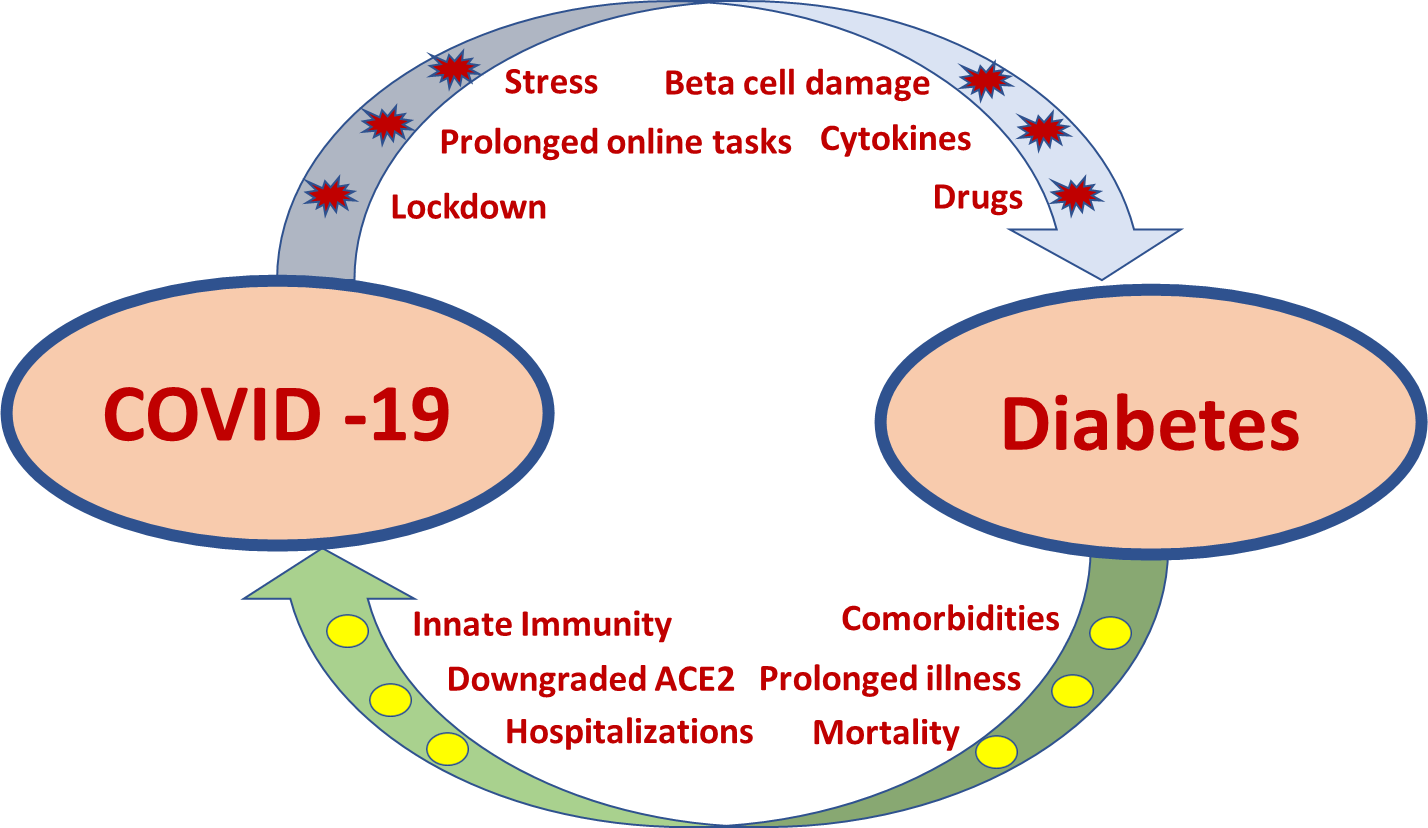 Stress
Beta cell damage
Prolonged online tasks
Cytokines
Lockdown
Drugs
COVID -19
Diabetes
Innate Immunity
Comorbidities
Downgraded ACE2
Prolonged illness
Hospitalizations
Mortality